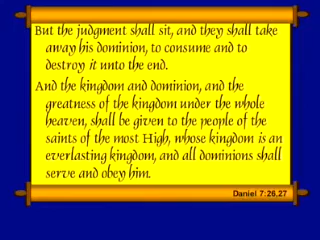 But the judgment shall sit, and they shall take
away his dominion, to consume and to
destroy it unto the end.
And the kingdom and dominion, and the
greatness of the kingdom under the whole
heaven, shall be given to the people of the
saints of the most High, whose kingdom is an
everlasting kingdom, and all dominions shall
serve and obey him.
Daniel 7:26,27